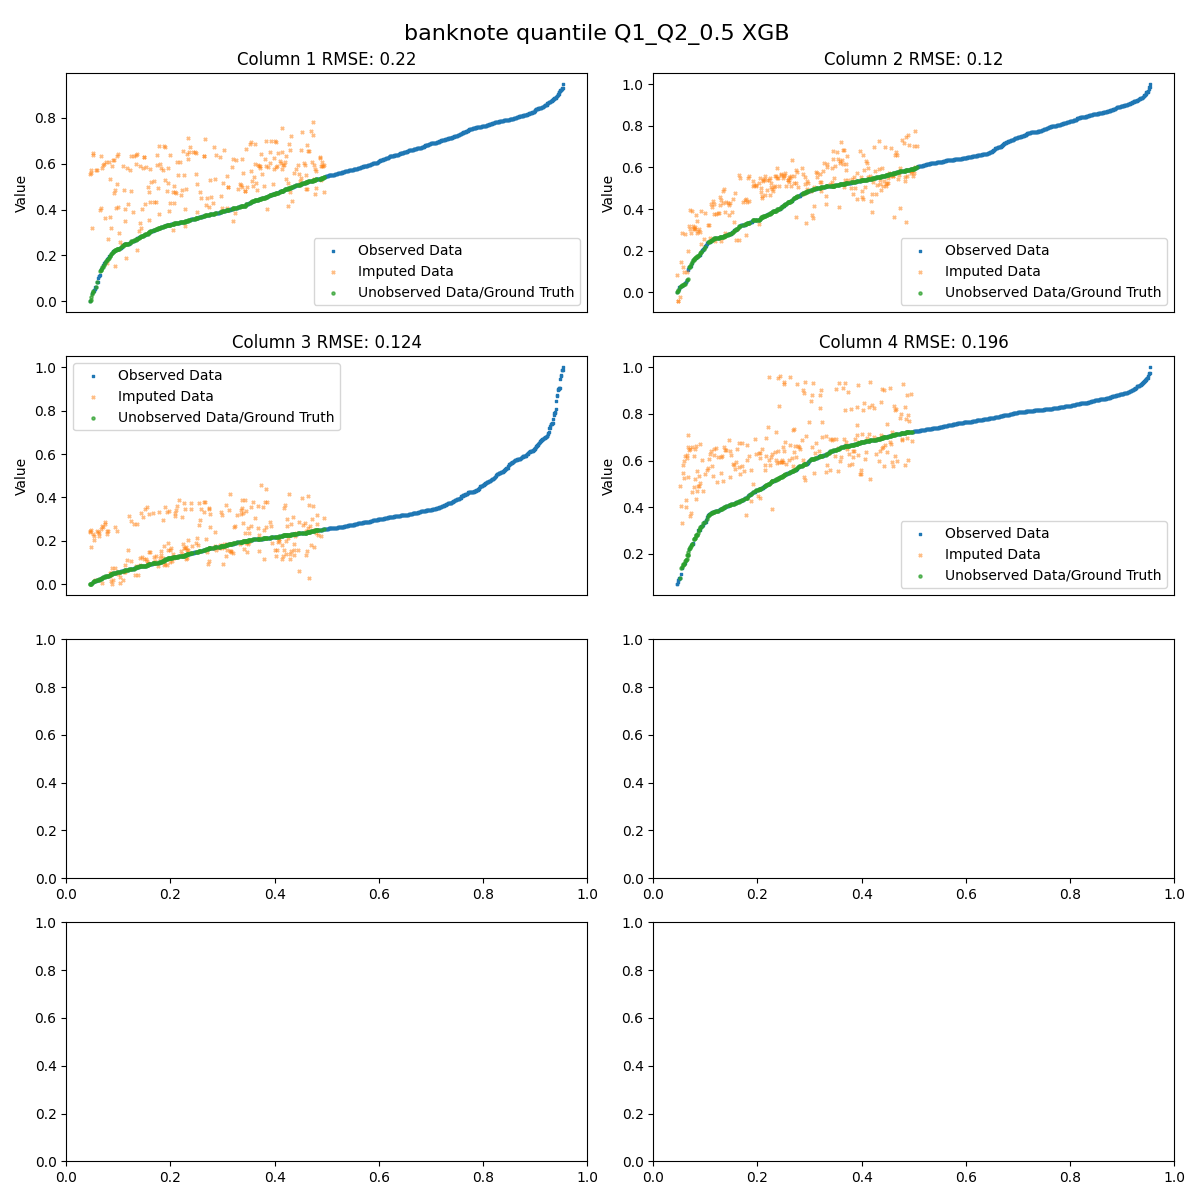 banknote quantile Q1_Q2_0.5 XGB
Column 1 RMSE: 0.22
Value
0.8
0.6
0.4
0.2
0.0
Observed Data
Imputed Data
Unobserved Data/Ground Truth
Column 2 RMSE: 0.12
Value
1.0
0.8
0.6
0.4
0.2
0.0
Observed Data
Imputed Data
Unobserved Data/Ground Truth
Column 3 RMSE: 0.124
Value
1.0
0.8
0.6
0.4
0.2
0.0
Observed Data
Imputed Data
Unobserved Data/Ground Truth
Column 4 RMSE: 0.196
Value
1.0
0.8
0.6
0.4
0.2
Observed Data
Imputed Data
Unobserved Data/Ground Truth
1.0
0.8
0.6
0.4
0.2
0.0
0.0 0.2 0.4 0.6 0.8 1.0
1.0
0.8
0.6
0.4
0.2
0.0
0.0 0.2 0.4 0.6 0.8 1.0
1.0
0.8
0.6
0.4
0.2
0.0
0.0 0.2 0.4 0.6 0.8 1.0
1.0
0.8
0.6
0.4
0.2
0.0
0.0 0.2 0.4 0.6 0.8 1.0